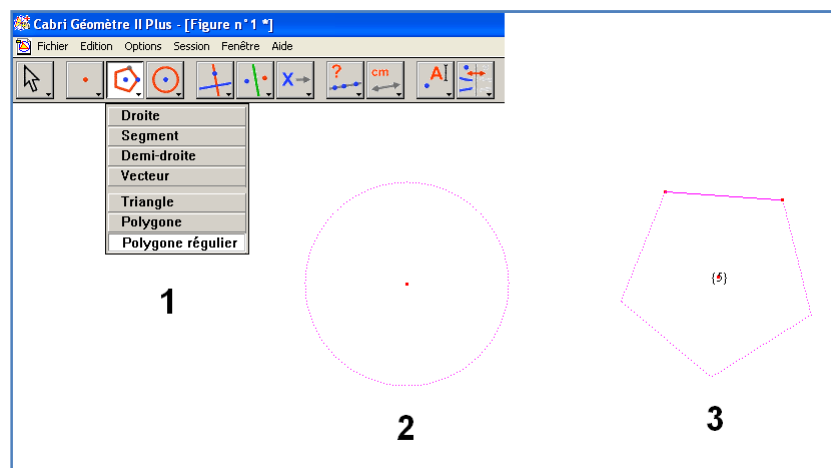 Cabri Géomètre II Plus - [Figure n°1 *]
Fichier Edition Options Session Fenêtre Aide
? cm A
X
Droite
Segment
Demi-droite
Vecteur
Triangle
Polygone
Polygone régulier
{5}
1
2
3